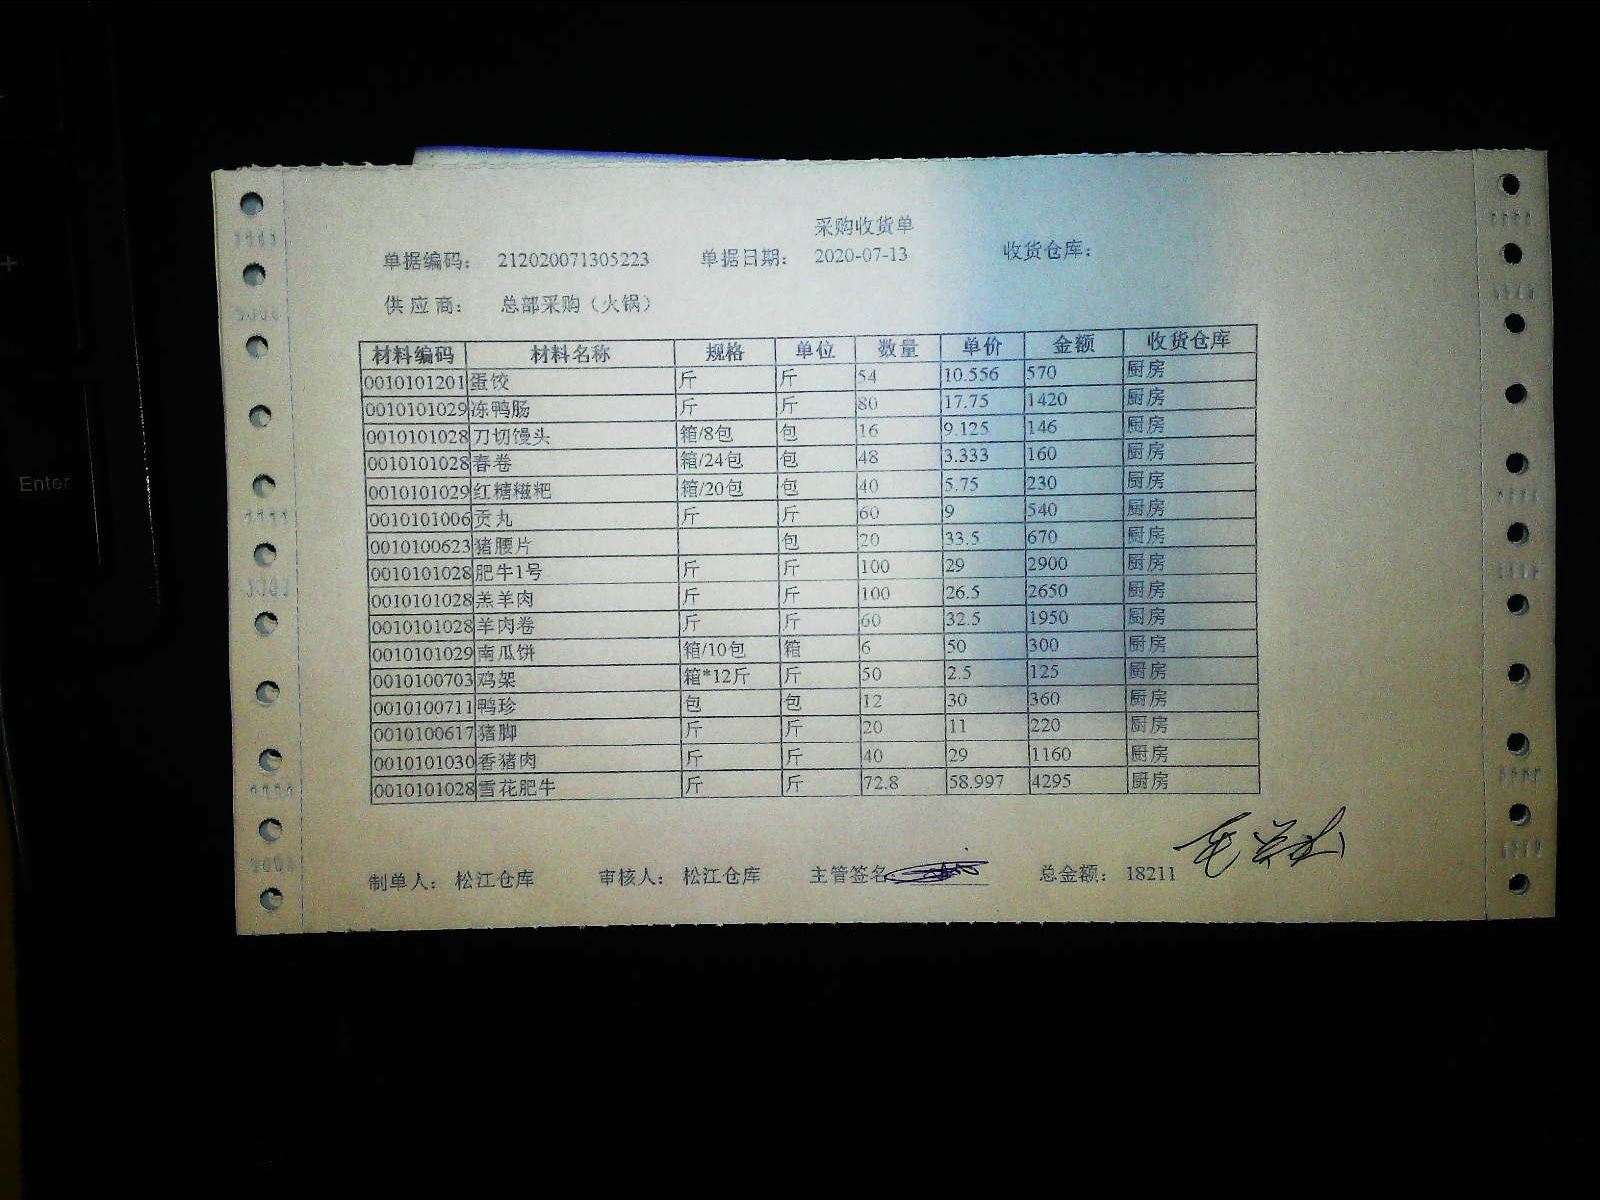 采购收货单
单据编码： 212020071305223 单据日期： 2020-07-13 收货仓库：
供 应 商： 总部采购（火锅）
材料编码 材料名称 规格 单位 数量 单价 金额 收货仓库
0010101201 蛋饺 斤 斤 54 10.556 570 厨房
0010101029 冻鸭肠 斤 斤 80 17.75 1420 厨房
0010101028 刀切馒头 箱/8包 包 16 9.125 146 厨房
0010101028 春卷 箱/24包 包 48 3.333 160 厨房
0010101029 红糖糍粑 箱/20包 包 40 5.75 230 厨房
0010101006 贡丸 斤 斤 60 9 540 厨房
0010100623 猪腰片 包 20 33.5 670 厨房
0010101028 肥牛1号 斤 斤 100 29 2900 厨房
0010101028 羔羊肉 斤 斤 100 26.5 2650 厨房
0010101028 羊肉卷 斤 斤 60 32.5 1950 厨房
0010101029 南瓜饼 箱/10包 箱 6 50 300 厨房
0010100703 鸡架 箱*12斤 斤 50 2.5 125 厨房
0010100711 鸭珍 包 包 12 30 360 厨房
0010100617 猪脚 斤 斤 20 11 220 厨房
0010101030 香猪肉 斤 斤 40 29 1160 厨房
0010101028 雪花肥牛 斤 斤 72.8 58.997 4295 厨房
制单人： 松江仓库 审核人： 松江仓库 主管签名 总金额： 18211
Enter